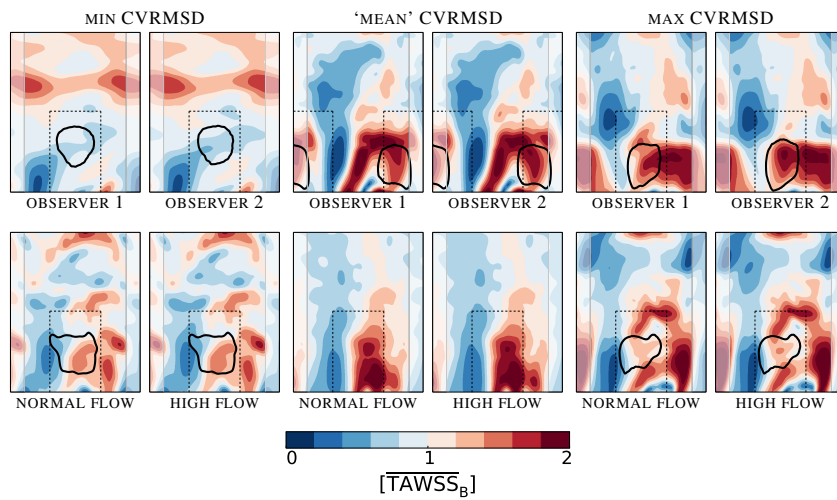 MIN CVRMSD ‘MEAN’ CVRMSD MAX CVRMSD
OBSERVER 1 OBSERVER 2 OBSERVER 1 OBSERVER 2 OBSERVER 1 OBSERVER 2
NORMAL FLOW HIGH FLOW NORMAL FLOW HIGH FLOW NORMAL FLOW HIGH FLOW
0 1 2
[TAWSS_B]